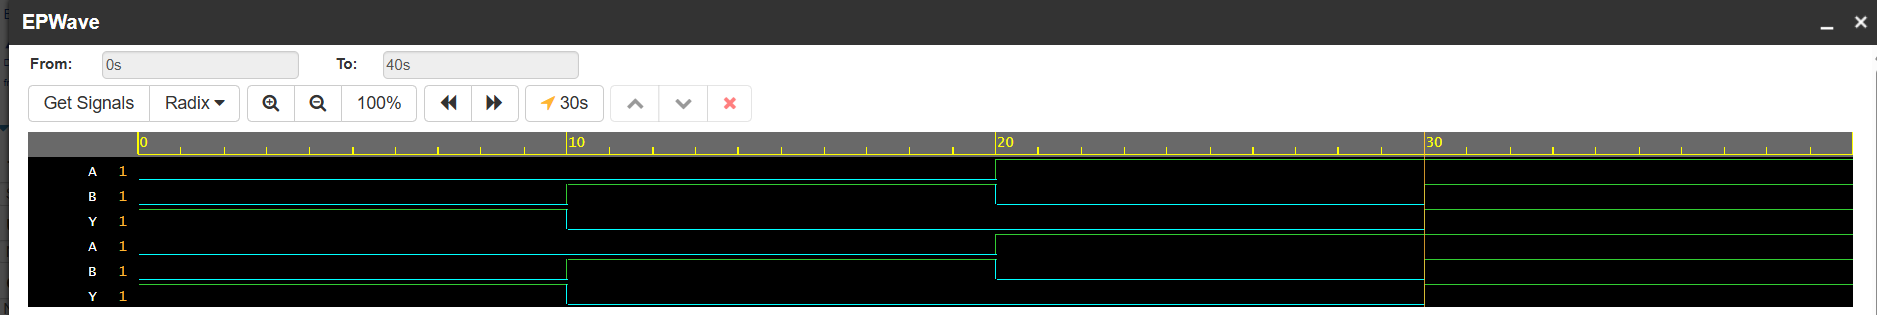 EPWave
From: 0s To: 40s
Get Signals Radix 100% 30s
0 10 20 30
A 1
B 1
Y 1
A 1
B 1
Y 1